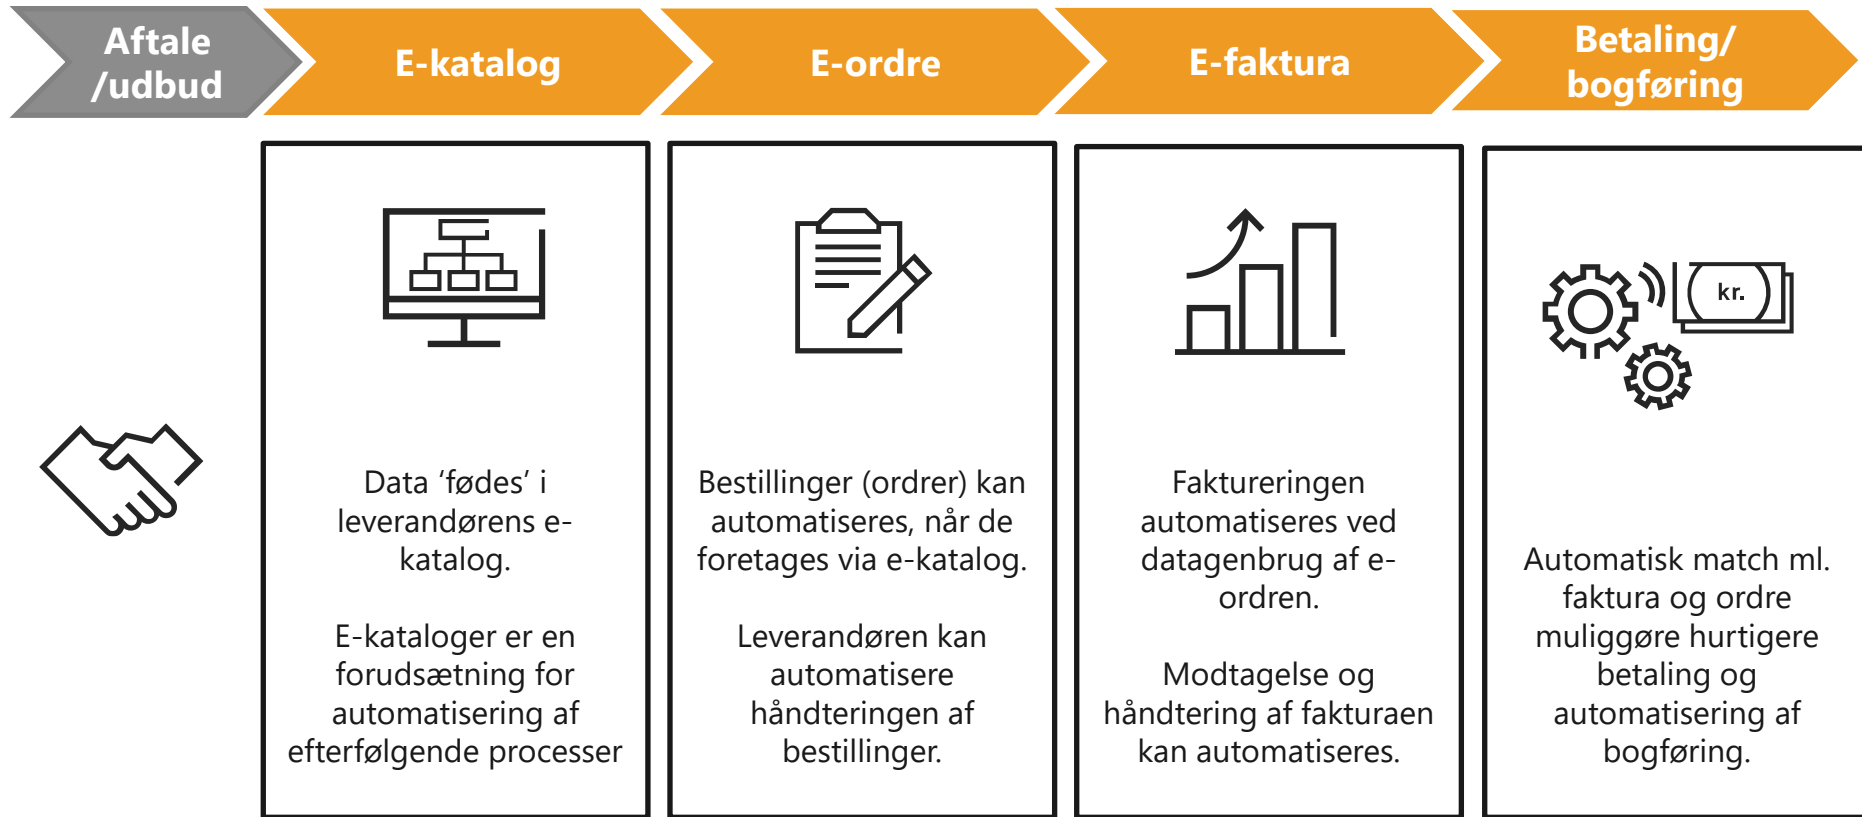 Aftale
/udbud
E-katalog
E-ordre
E-faktura
Betaling/
bogføring
Data ‘fødes’ i
leverandørens e-
katalog.
E-kataloger er en
forudsætning for
automatisering af
efterfølgende processer
Bestillinger (ordrer) kan
automatiseres, når de
foretages via e-katalog.
Leverandøren kan
automatisere
håndteringen af
bestillinger.
Faktureringen
automatiseres ved
datagenbrug af e-
ordren.
Modtagelse og
håndtering af fakturaen
kan automatiseres.
kr.
Automatisk match ml.
faktura og ordre
muliggøre hurtigere
betaling og
automatisering af
bogføring.